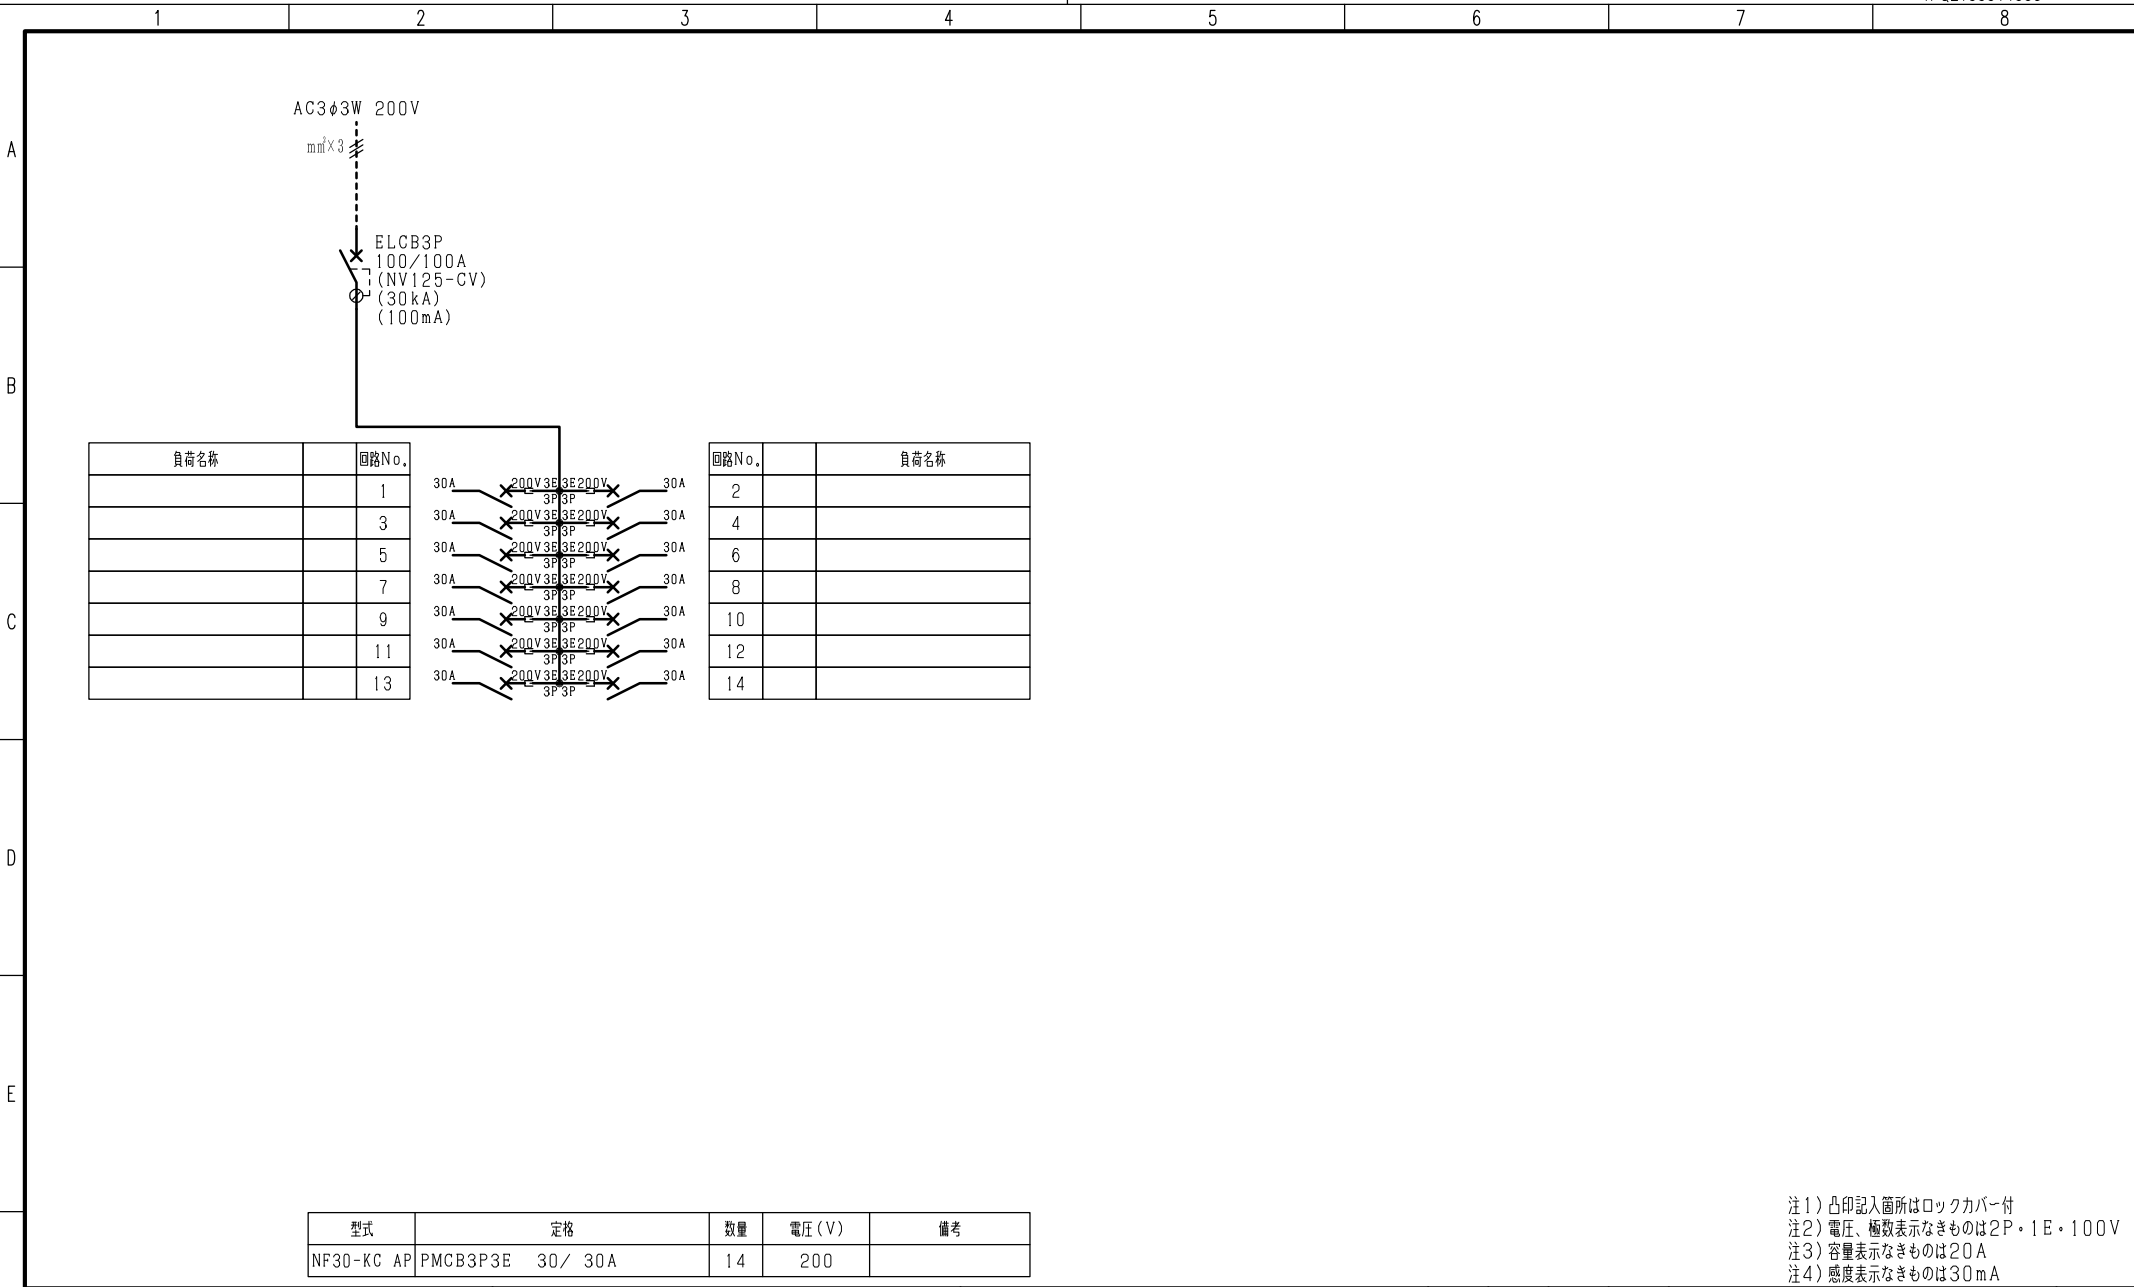 1 2 3 4 5 6 7 8
A
B
C
D
E
AC3φ3W 200V
mm²×3
ELCB3P
100/100A
(NV125-CV)
(30kA)
(100mA)
負荷名称 回路No. 回路No. 負荷名称
1 30A 200V 3E 3E 200V 30A 2
3P 3P
3 30A 200V 3E 3E 200V 30A 4
3P 3P
5 30A 200V 3E 3E 200V 30A 6
3P 3P
7 30A 200V 3E 3E 200V 30A 8
3P 3P
9 30A 200V 3E 3E 200V 30A 10
3P 3P
11 30A 200V 3E 3E 200V 30A 12
3P 3P
13 30A 200V 3E 3E 200V 30A 14
3P 3P
型式 定格 数量 電圧(V) 備考
NF30-KC AP PMCB3P3E 30/ 30A 14 200
注1)凸印記入箇所はロックカバー付
注2)電圧、極数表示なきものは2P・1E・100V
注3)容量表示なきものは20A
注4)感度表示なきものは30mA